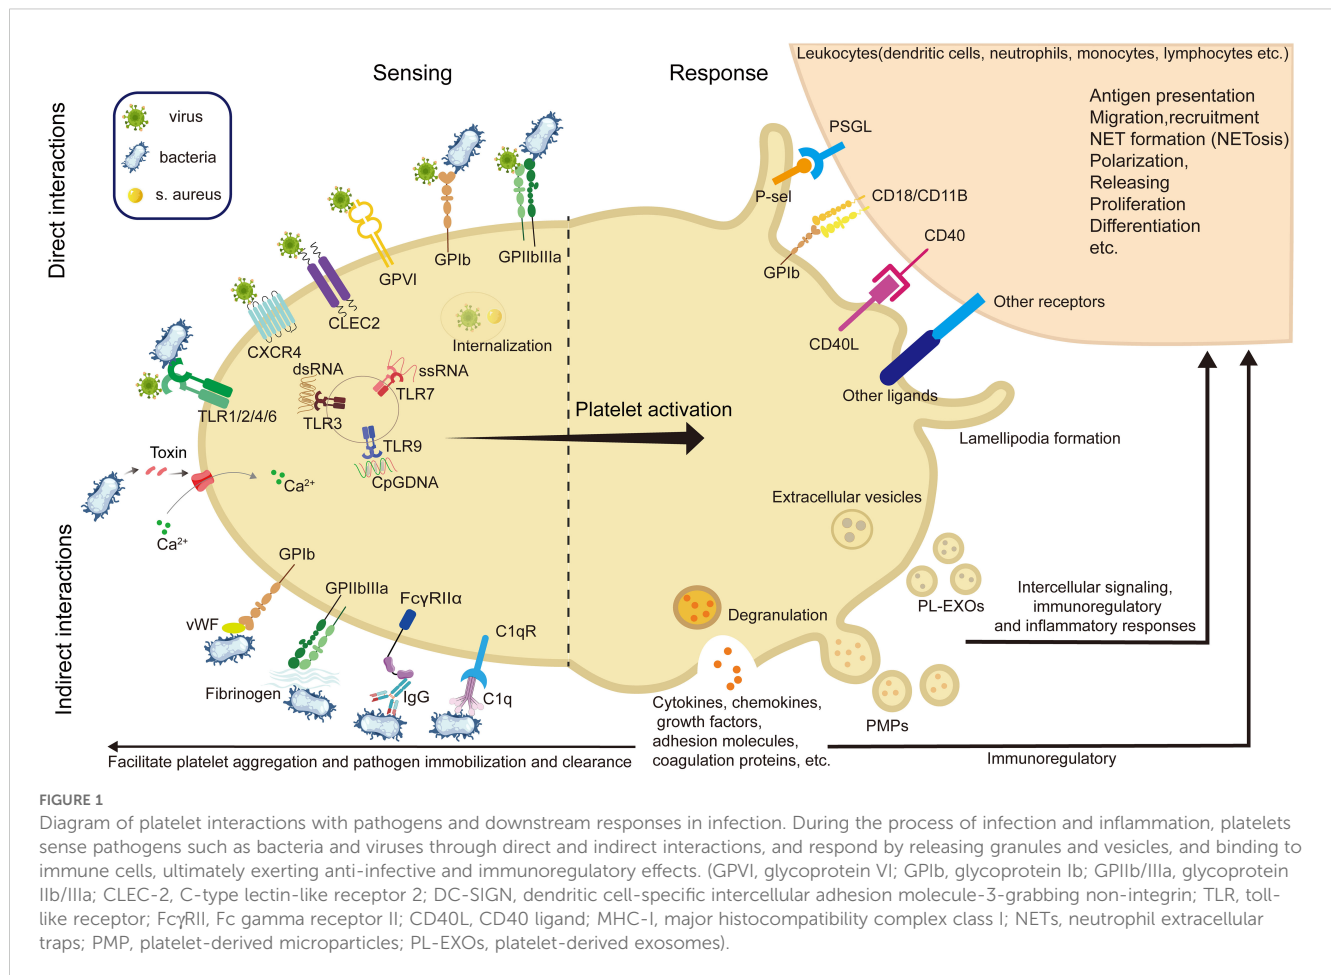 Sensing
Response
Leukocytes(dendritic cells, neutrophils, monocytes, lymphocytes etc.)
Direct interactions
virus
bacteria
s. aureus
Antigen presentation
Migration,recruitment
NET formation (NETosis)
Polarization,
Releasing
Proliferation
Differentiation
etc.
PSGL
P-sel
CD18/CD11B
GPIb
CD40
CD40L
Other receptors
Other ligands
GPIIbIIIa
GPIb
GPVI
CLEC2
CXCR4
TLR1/2/4/6
Internalization
dsRNA
TLR3
ssRNA
TLR7
TLR9
CpGDNA
Platelet activation
Lamellipodia formation
Toxin
Ca²⁺
Ca²⁺
Extracellular vesicles
PL-EXOs
Degranulation
PMPs
Intercellular signaling,
immunoregulatory
and inflammatory responses
Indirect interactions
GPIb
vWF
GPIIbIIIa
Fibrinogen
FcγRIIα
IgG
C1qR
C1q
Cytokines, chemokines,
growth factors,
adhesion molecules,
coagulation proteins, etc.
Facilitate platelet aggregation and pathogen immobilization and clearance
Immunoregulatory
FIGURE 1
Diagram of platelet interactions with pathogens and downstream responses in infection. During the process of infection and inflammation, platelets
sense pathogens such as bacteria and viruses through direct and indirect interactions, and respond by releasing granules and vesicles, and binding to
immune cells, ultimately exerting anti-infective and immunoregulatory effects. (GPVI, glycoprotein VI; GPIb, glycoprotein Ib; GPIIb/IIIa, glycoprotein
IIb/IIIa; CLEC-2, C-type lectin-like receptor 2; DC-SIGN, dendritic cell-specific intercellular adhesion molecule-3-grabbing non-integrin; TLR, toll-
like receptor; FcγRII, Fc gamma receptor II; CD40L, CD40 ligand; MHC-I, major histocompatibility complex class I; NETs, neutrophil extracellular
traps; PMP, platelet-derived microparticles; PL-EXOs, platelet-derived exosomes).